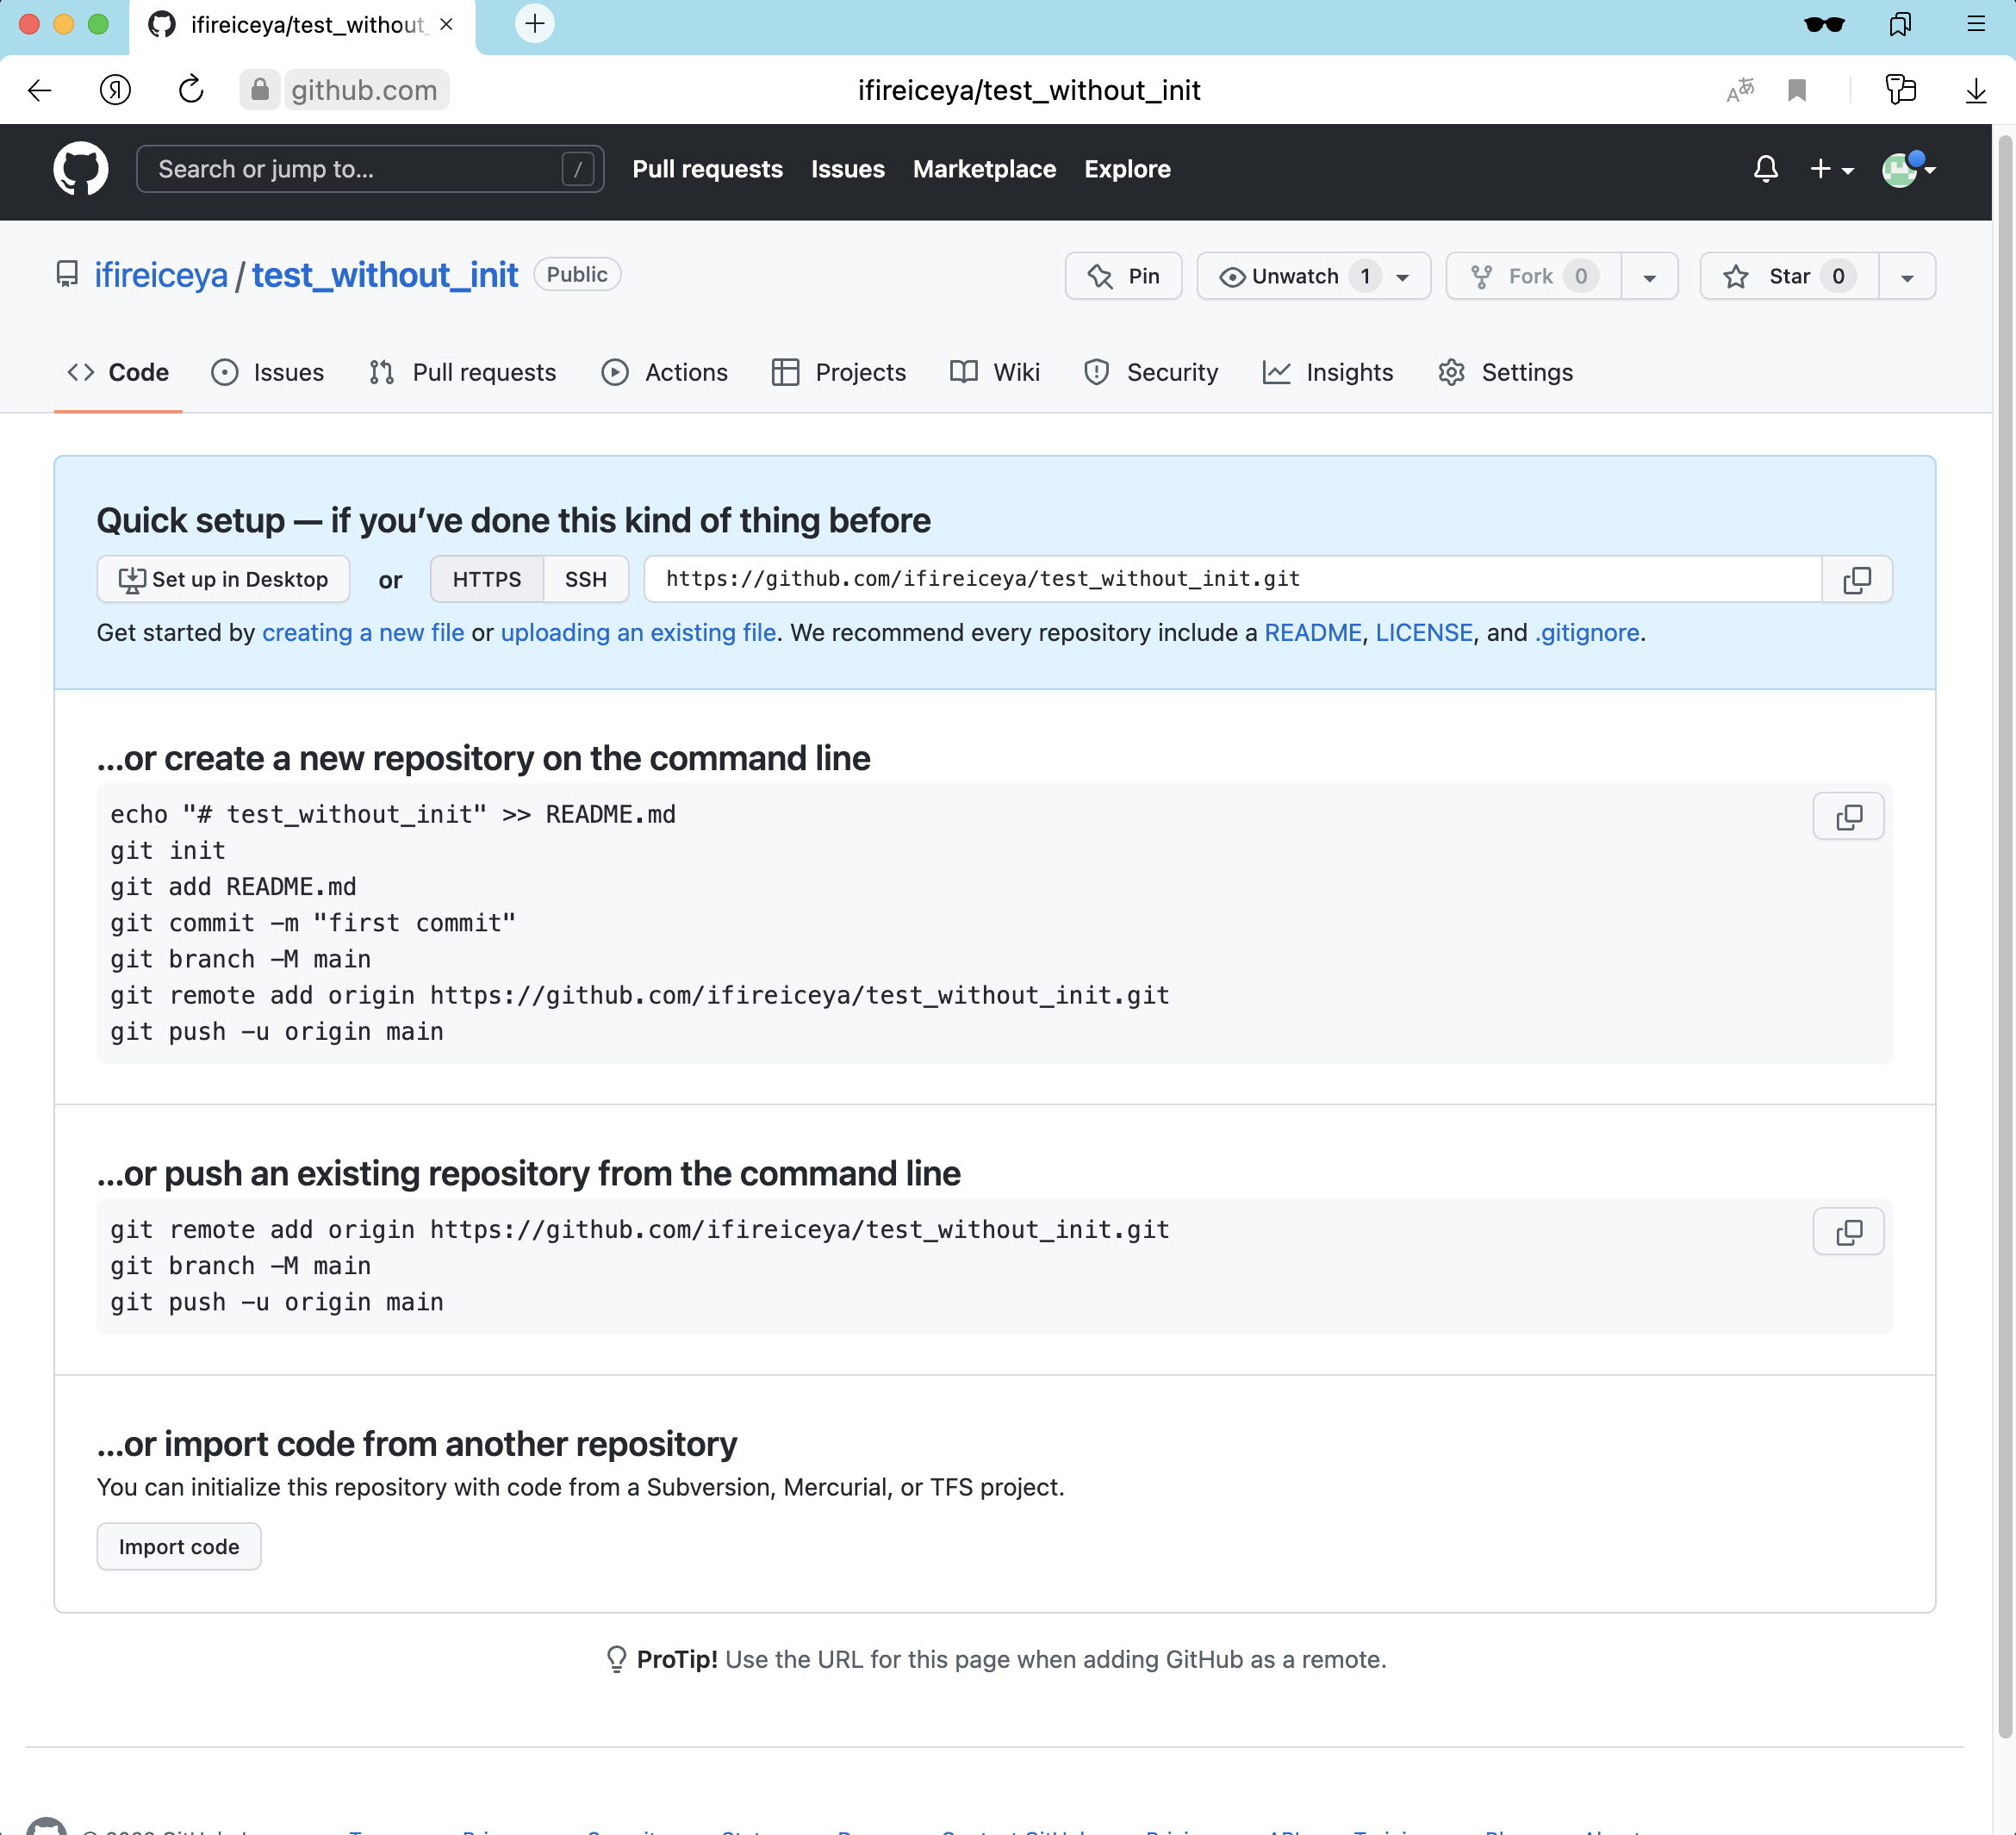 ifireiceya/test_without_
github.com
ifireiceya/test_without_init
Search or jump to... /
Pull requests Issues Marketplace Explore
ifireiceya / test_without_init Public
Pin Unwatch 1 Fork 0 Star 0
Code Issues Pull requests Actions Projects Wiki Security Insights Settings
Quick setup — if you’ve done this kind of thing before
Set up in Desktop or HTTPS SSH https://github.com/ifireiceya/test_without_init.git
Get started by creating a new file or uploading an existing file. We recommend every repository include a README, LICENSE, and .gitignore.
…or create a new repository on the command line
echo "# test_without_init" >> README.md
git init
git add README.md
git commit -m "first commit"
git branch -M main
git remote add origin https://github.com/ifireiceya/test_without_init.git
git push -u origin main
…or push an existing repository from the command line
git remote add origin https://github.com/ifireiceya/test_without_init.git
git branch -M main
git push -u origin main
…or import code from another repository
You can initialize this repository with code from a Subversion, Mercurial, or TFS project.
Import code
ProTip! Use the URL for this page when adding GitHub as a remote.